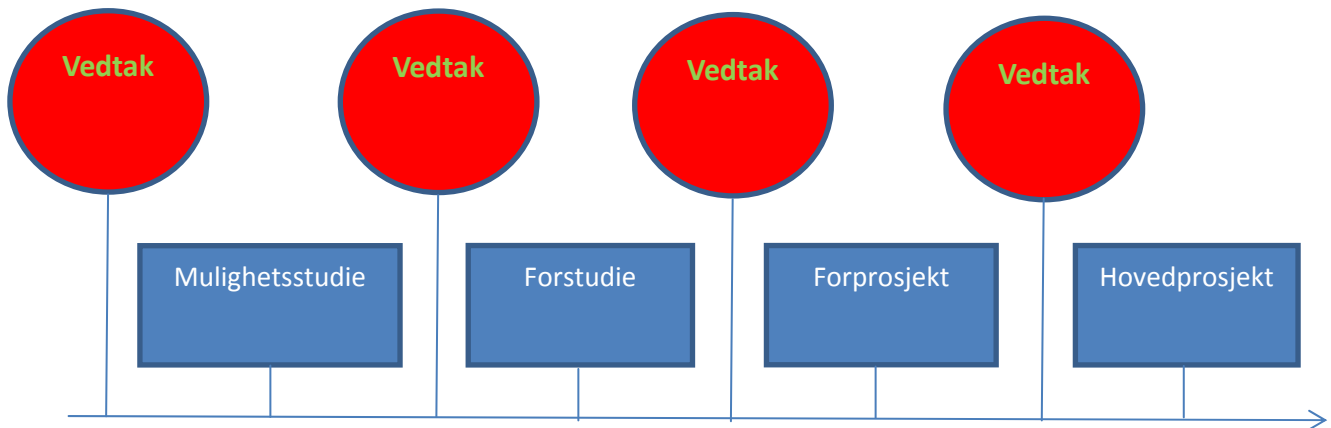 Vedtak
Vedtak
Vedtak
Vedtak
Mulighetsstudie
Forstudie
Forprosjekt
Hovedprosjekt